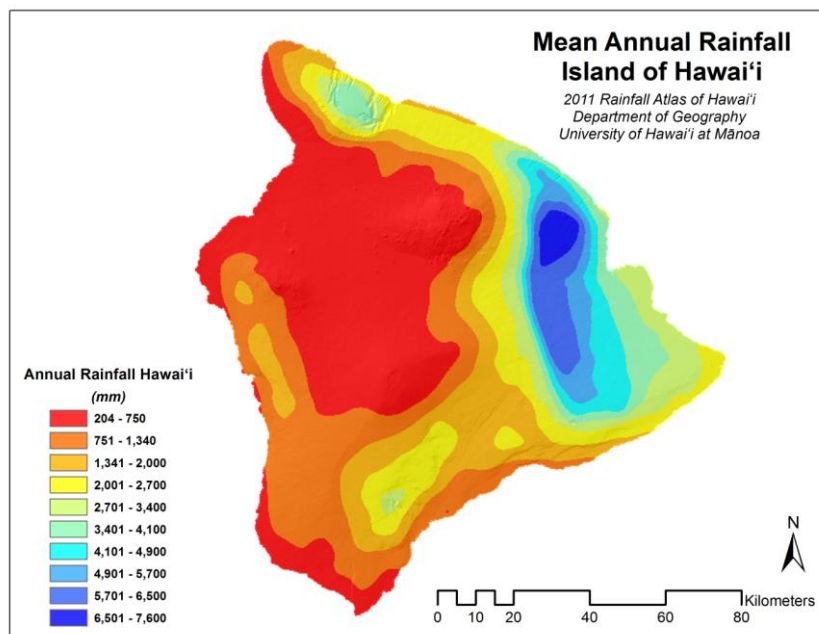 Mean Annual Rainfall
Island of Hawai‘i
2011 Rainfall Atlas of Hawai‘i
Department of Geography
University of Hawai‘i at Mānoa
Annual Rainfall Hawai‘i
(mm)
204 - 750
751 - 1,340
1,341 - 2,000
2,001 - 2,700
2,701 - 3,400
3,401 - 4,100
4,101 - 4,900
4,901 - 5,700
5,701 - 6,500
6,501 - 7,600
N
Kilometers
0 10 20 40 60 80